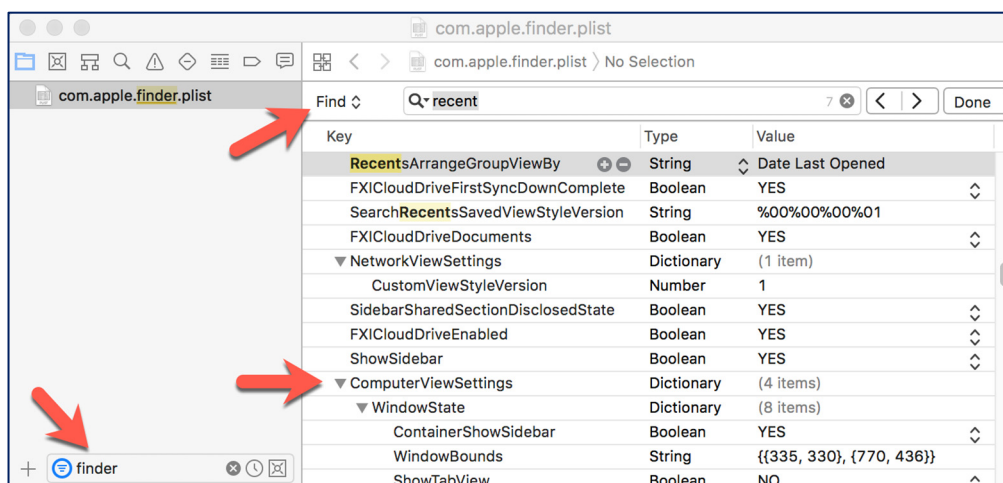 com.apple.finder.plist
com.apple.finder.plist 〉 No Selection
com.apple.finder.plist
Find recent 7 Done
Key Type Value
RecentsArrangeGroupViewBy String Date Last Opened
FXICloudDriveFirstSyncDownComplete Boolean YES
SearchRecentsSavedViewStyleVersion String %00%00%00%01
FXICloudDriveDocuments Boolean YES
NetworkViewSettings Dictionary (1 item)
CustomViewStyleVersion Number 1
SidebarSharedSectionDisclosedState Boolean YES
FXICloudDriveEnabled Boolean YES
ShowSidebar Boolean YES
ComputerViewSettings Dictionary (4 items)
WindowState Dictionary (8 items)
ContainerShowSidebar Boolean YES
WindowBounds String {{335, 330}, {770, 436}}
finder
ShowTabView Boolean NO